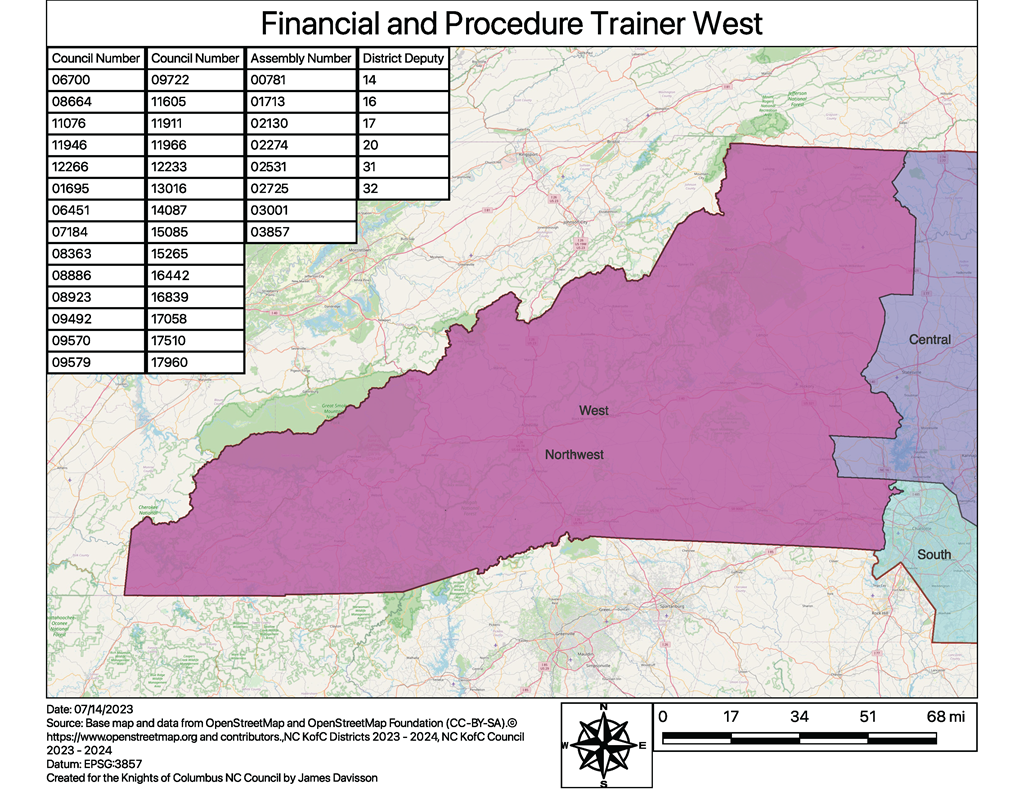 Financial and Procedure Trainer West
Council Number Council Number Assembly Number District Deputy
06700 09722 00781 14
08664 11605 01713 16
11076 11911 02130 17
11946 11966 02274 20
12266 12233 02531 31
01695 13016 02725 32
06451 14087 03001
07184 15085 03857
08363 15265
08886 16442
08923 16839
09492 17058
09570 17510
09579 17960
Central
West
Northwest
South
Date: 07/14/2023
Source: Base map and data from OpenStreetMap and OpenStreetMap Foundation (CC-BY-SA).©
https://www.openstreetmap.org and contributors.,NC KofC Districts 2023 - 2024, NC KofC Council
2023 - 2024
Datum: EPSG:3857
Created for the Knights of Columbus NC Council by James Davisson
N
W E
S
0 17 34 51 68 mi